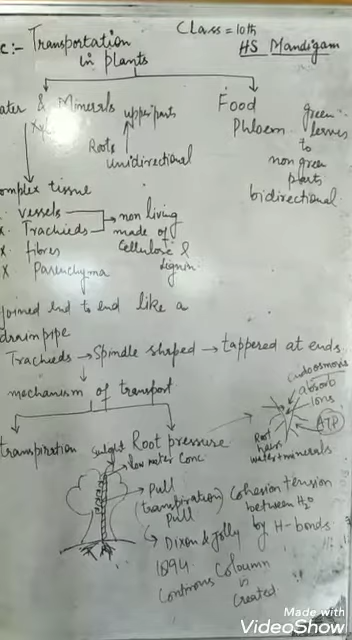 Class = 10th
HS Mandigam
c:- Transportation
in plants
ater & Minerals
upper parts
Roots
unidirectional
Food
Phloem
green
leaves
to
non green
parts
bidirectional
omplex tissue
vessels
x. Trachieds
x. fibres
X Parenchyma
non living
made of
Cellulose &
Lignin
Joined end to end like a
drain pipe
Trachieds → Spindle shaped → tappered at ends.
mechanism of transport
transpiration
Root pressure
low water Conc.
Endoosmosis
absorb
ions
ATP
Root
hairs
water+minerals
Pull
(transpiration)
Pull
Cohesion tension
between H2O
by H-bonds.
Dixon & Jolly
1894.
Continous Coloumn
is
Created
Made with
VideoShow